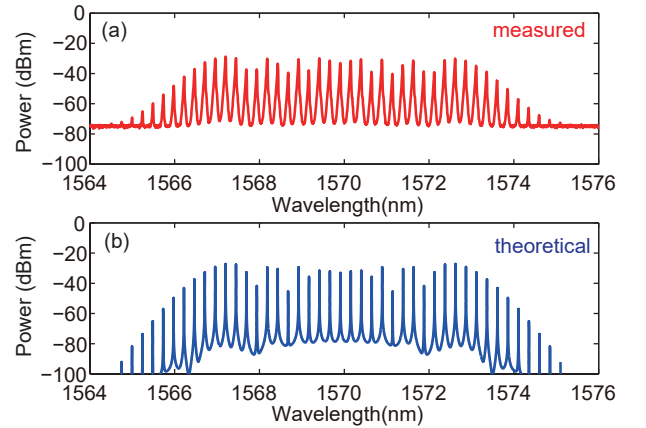 0
(a)
measured
−20
−40
−60
−80
−100
Power (dBm)
1564 1566 1568 1570 1572 1574 1576
Wavelength(nm)
0
(b)
theoretical
−20
−40
−60
−80
−100
Power (dBm)
1564 1566 1568 1570 1572 1574 1576
Wavelength(nm)